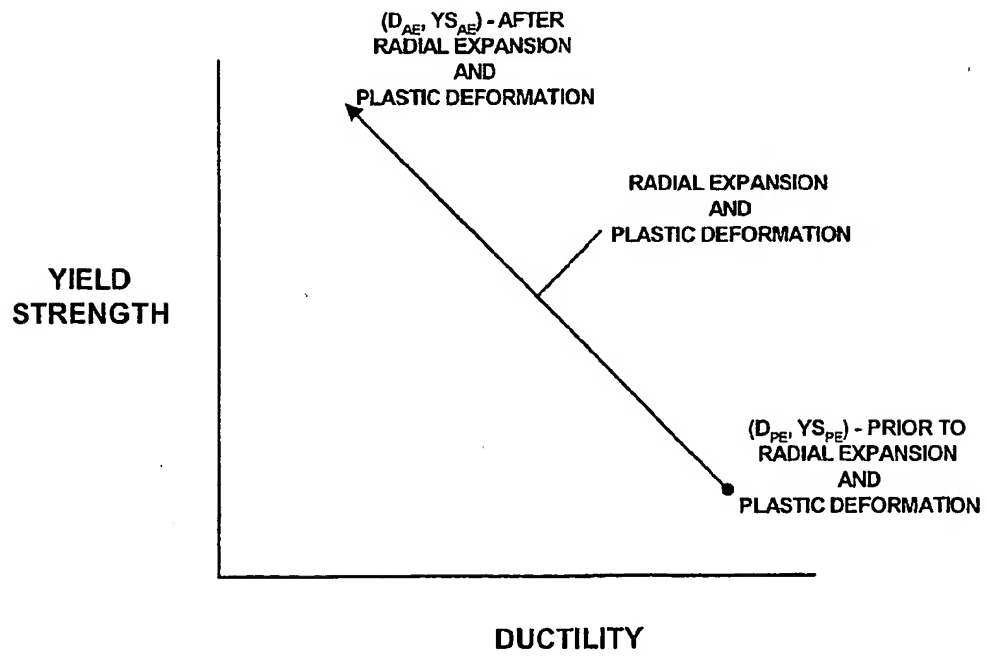 (D_AE, YS_AE) - AFTER
RADIAL EXPANSION
AND
PLASTIC DEFORMATION
RADIAL EXPANSION
AND
PLASTIC DEFORMATION
YIELD
STRENGTH
(D_PE, YS_PE) - PRIOR TO
RADIAL EXPANSION
AND
PLASTIC DEFORMATION
DUCTILITY